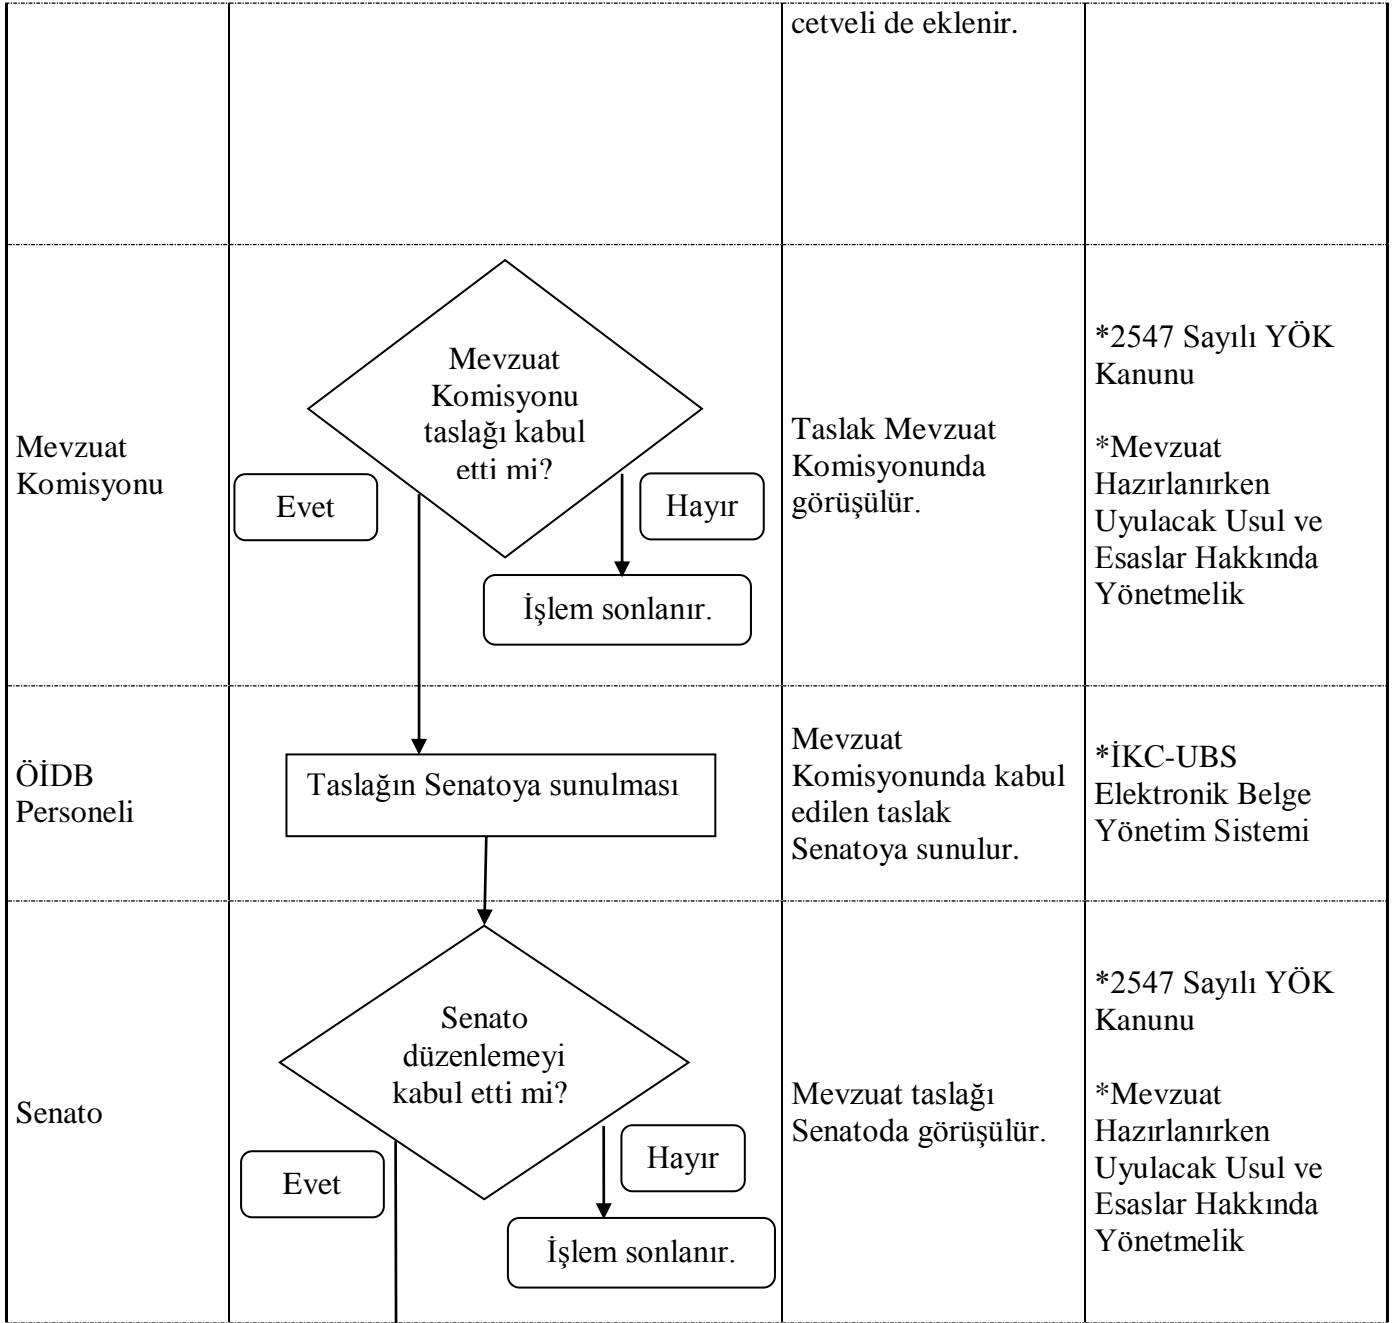 cetveli de eklenir.
Mevzuat
Komisyonu
Mevzuat
Komisyonu
taslağı kabul
etti mi?
Evet
Hayır
İşlem sonlanır.
Taslak Mevzuat
Komisyonunda
görüşülür.
*2547 Sayılı YÖK
Kanunu
*Mevzuat
Hazırlanırken
Uyulacak Usul ve
Esaslar Hakkında
Yönetmelik
ÖİDB
Personeli
Taslağın Senatoya sunulması
Mevzuat
Komisyonunda kabul
edilen taslak
Senatoya sunulur.
*İKC-UBS
Elektronik Belge
Yönetim Sistemi
Senato
Senato
düzenlemeyi
kabul etti mi?
Evet
Hayır
İşlem sonlanır.
Mevzuat taslağı
Senatoda görüşülür.
*2547 Sayılı YÖK
Kanunu
*Mevzuat
Hazırlanırken
Uyulacak Usul ve
Esaslar Hakkında
Yönetmelik